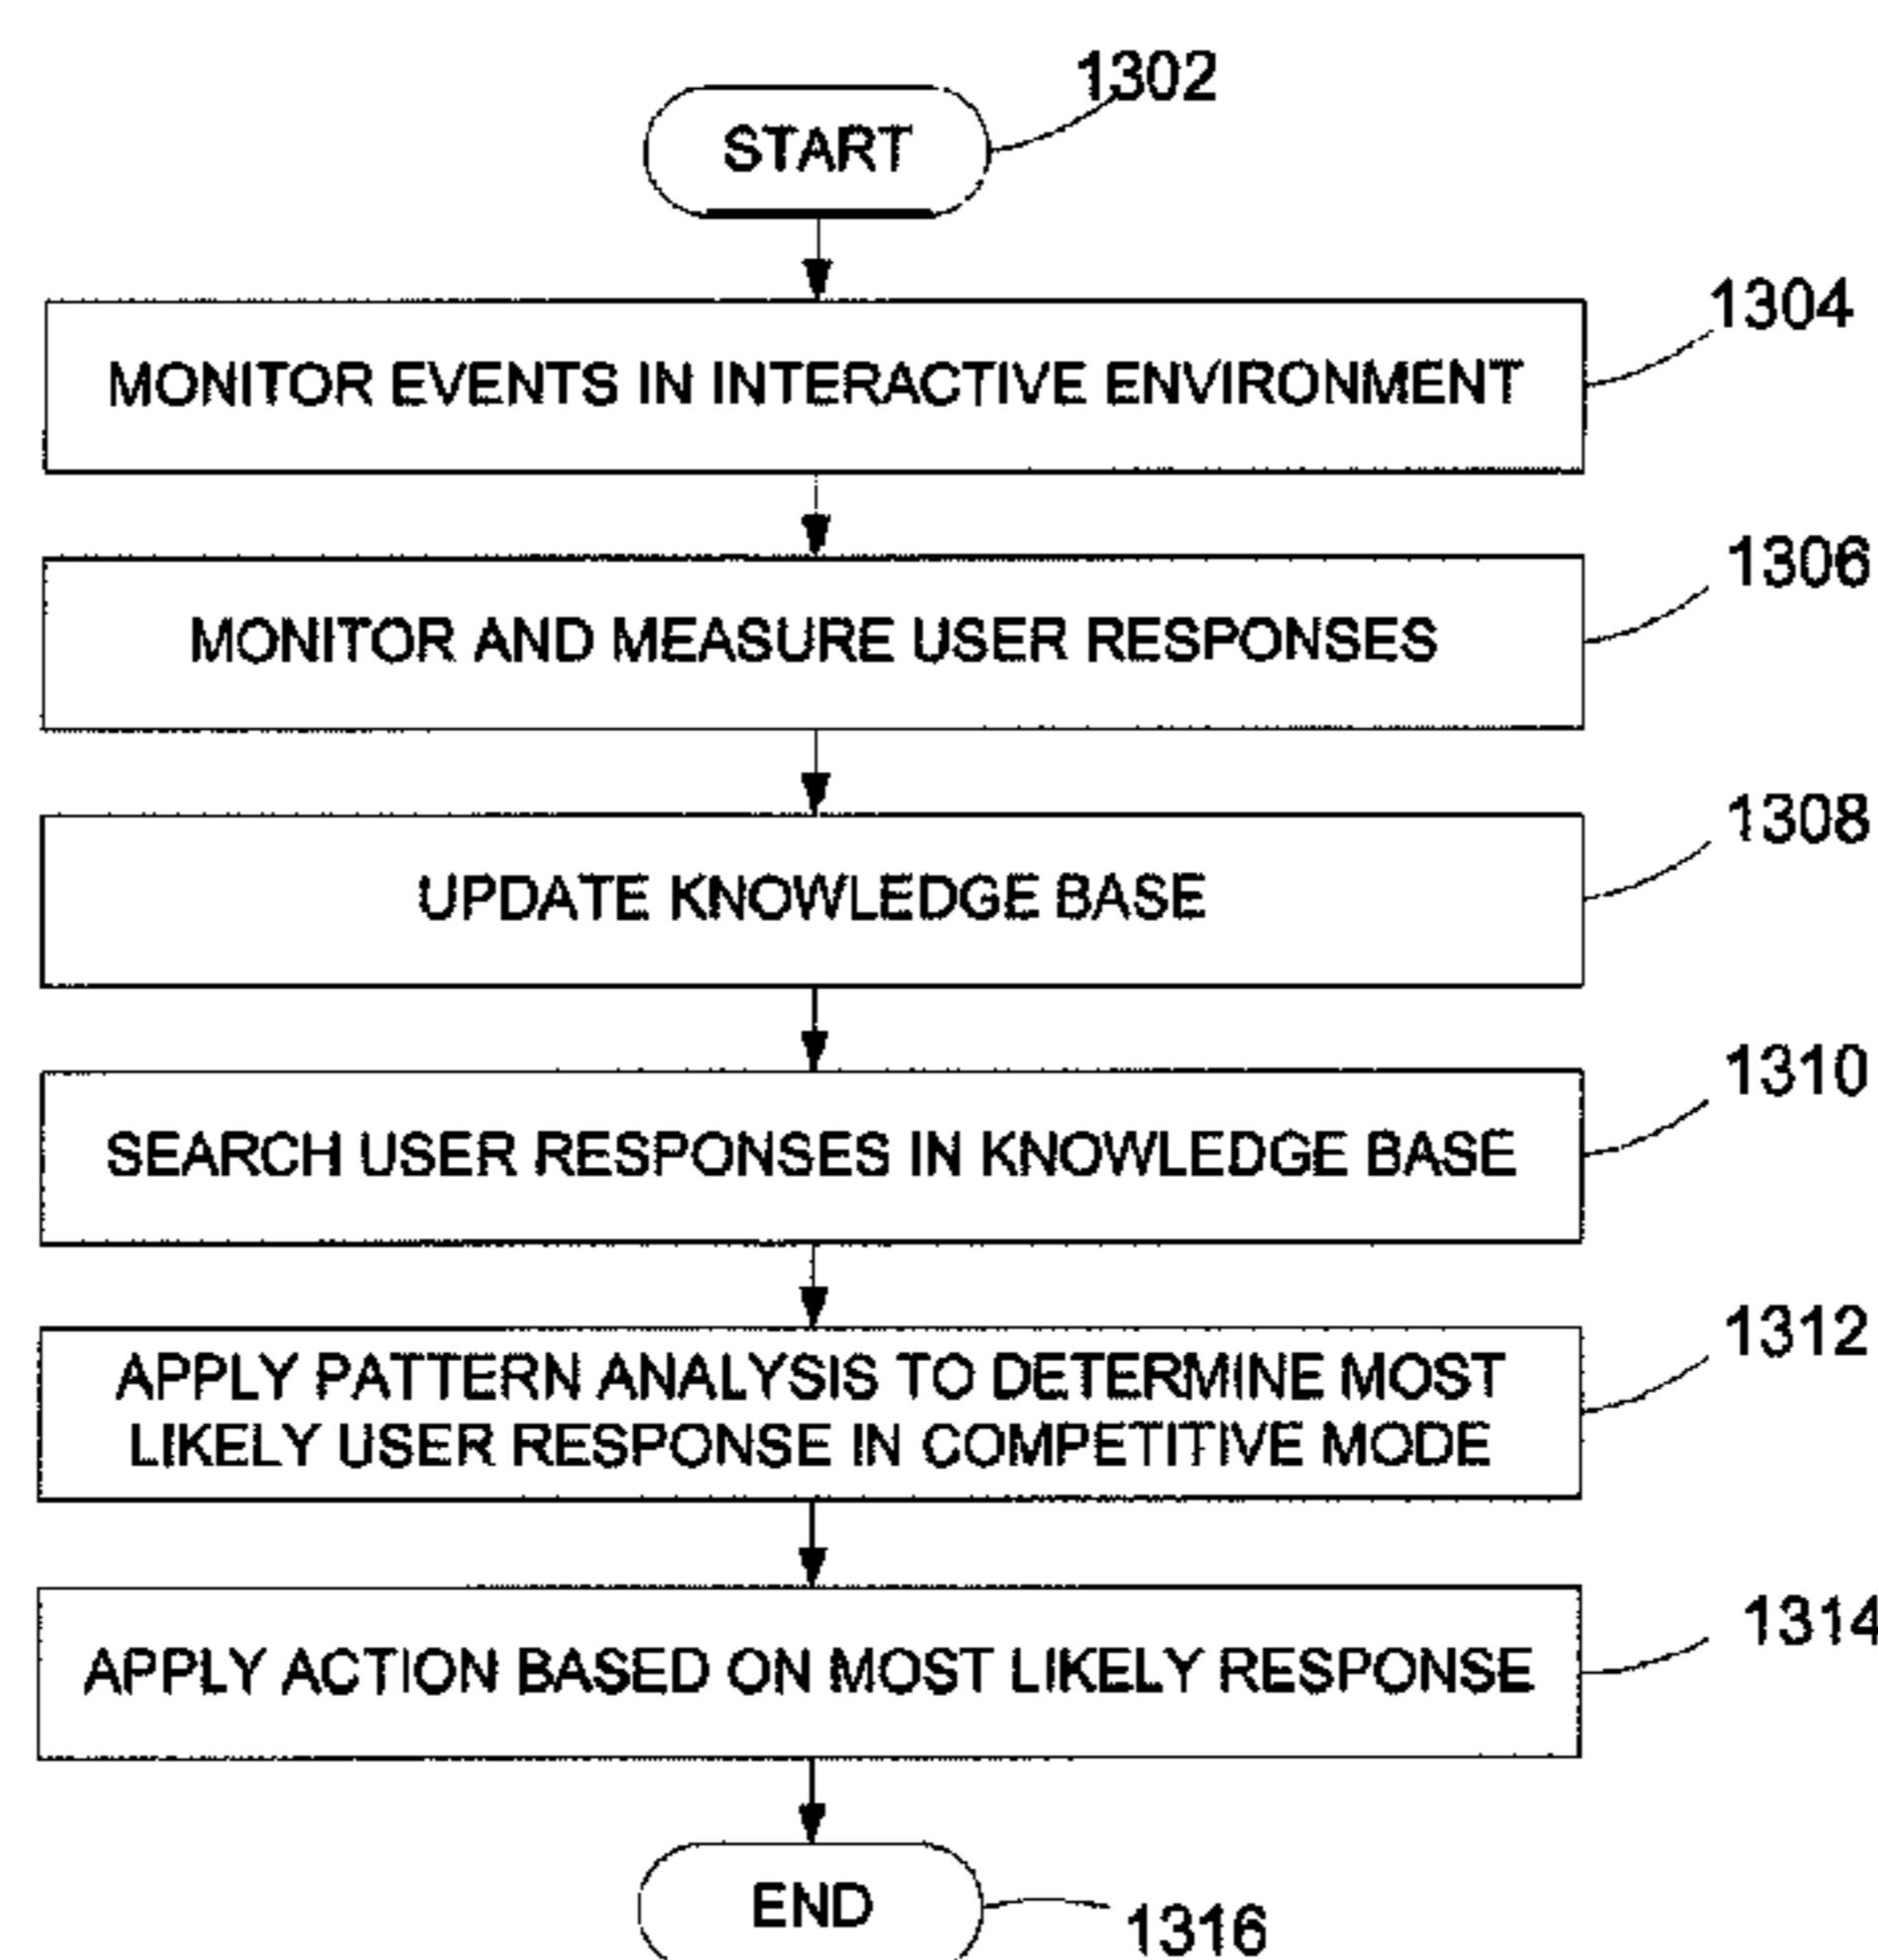 1302
START
1304
MONITOR EVENTS IN INTERACTIVE ENVIRONMENT
1306
MONITOR AND MEASURE USER RESPONSES
1308
UPDATE KNOWLEDGE BASE
1310
SEARCH USER RESPONSES IN KNOWLEDGE BASE
1312
APPLY PATTERN ANALYSIS TO DETERMINE MOST
LIKELY USER RESPONSE IN COMPETITIVE MODE
1314
APPLY ACTION BASED ON MOST LIKELY RESPONSE
END
1316